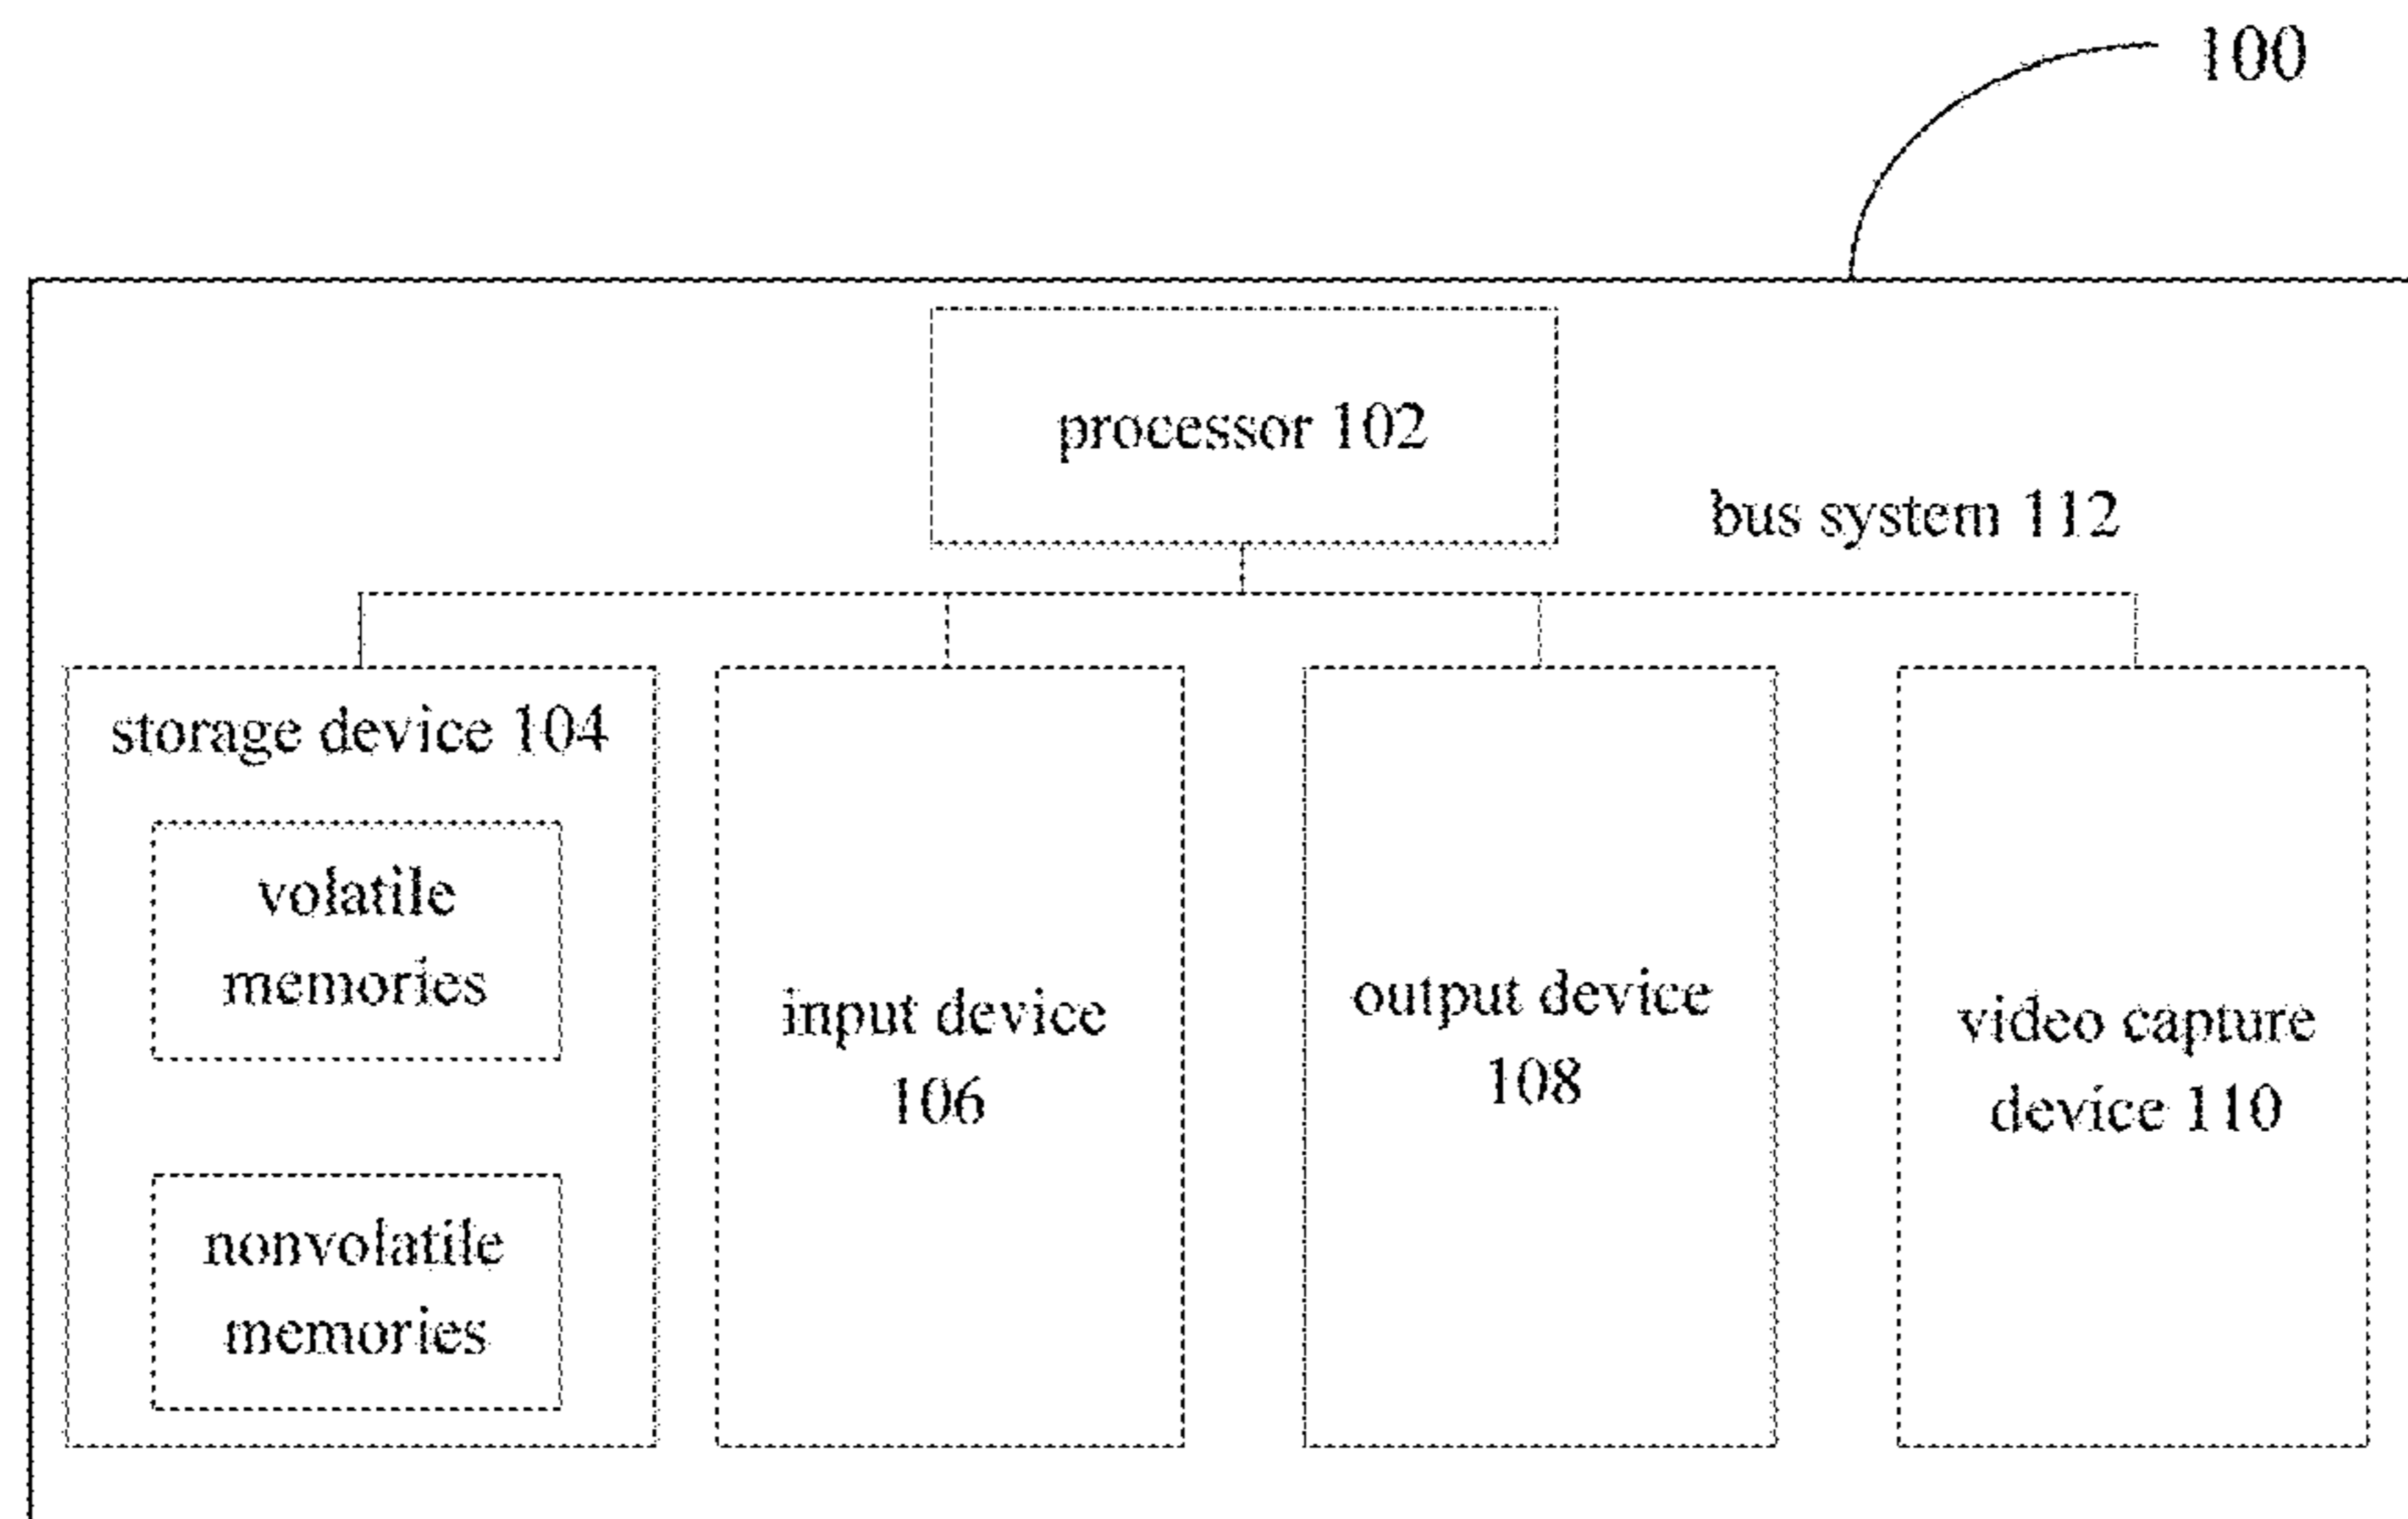 100
processor 102
bus system 112
storage device 104
volatile
memories
nonvolatile
memories
input device
106
output device
108
video capture
device 110